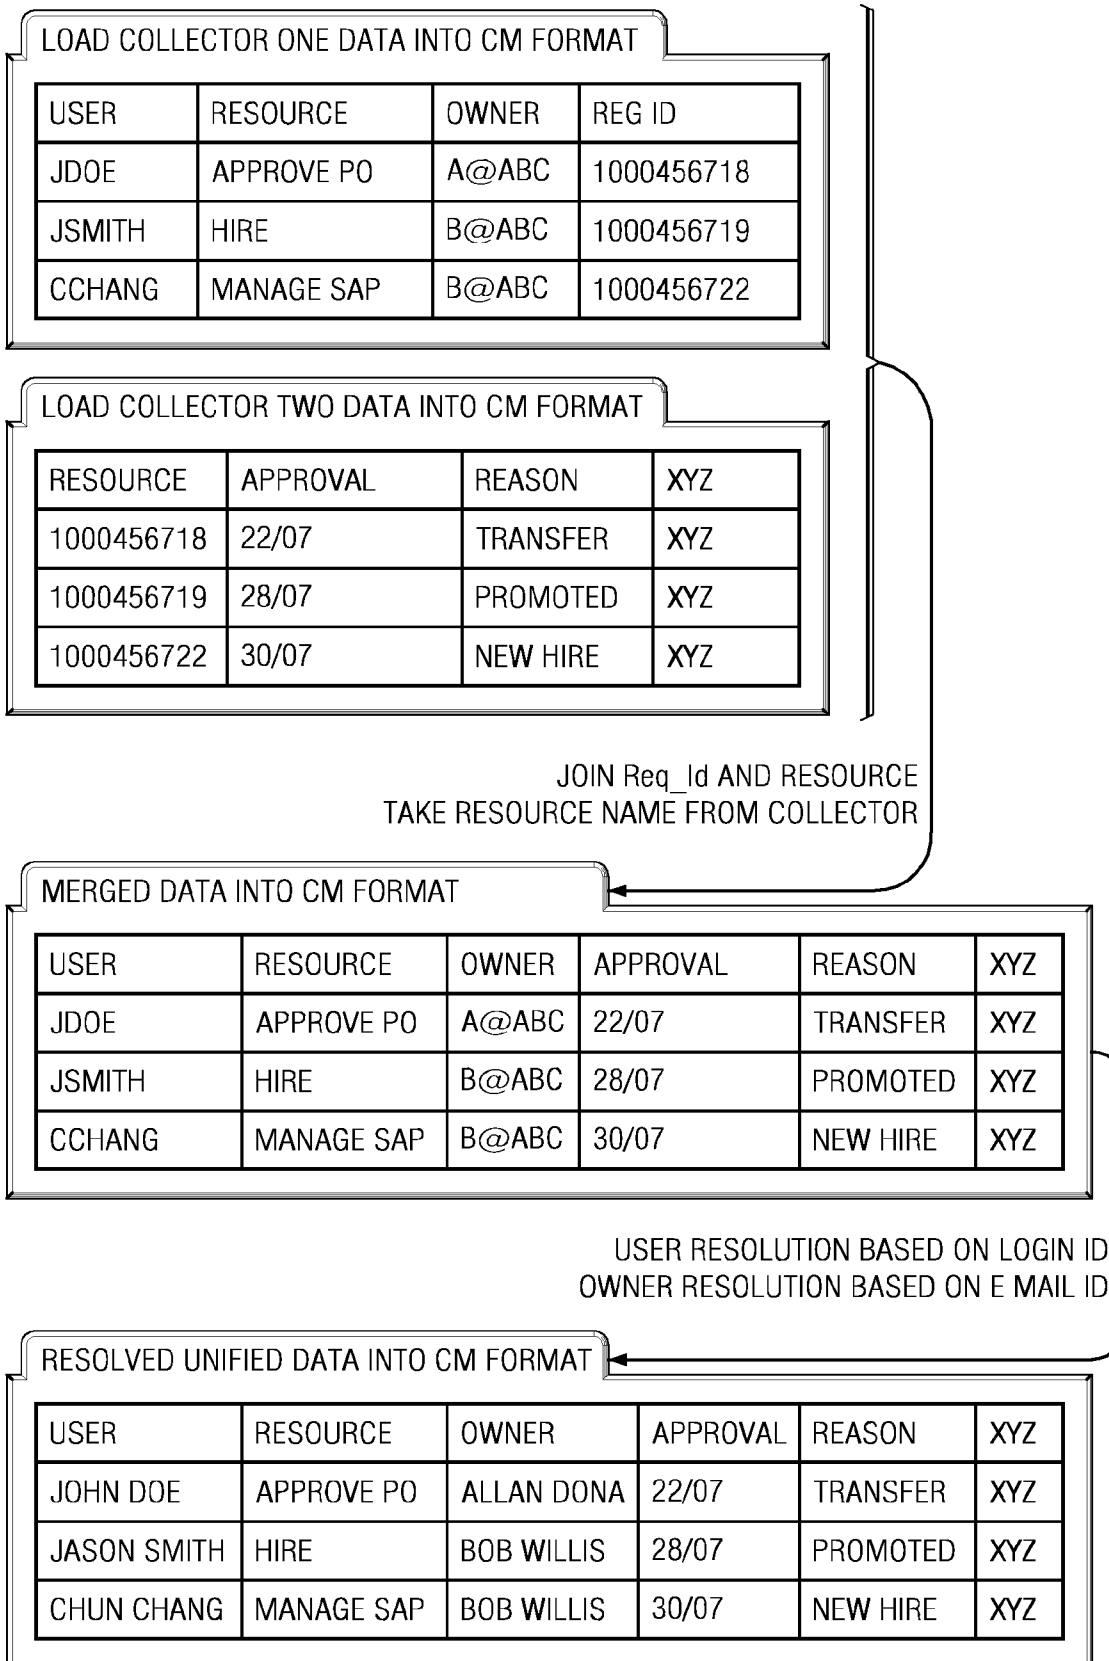 LOAD COLLECTOR ONE DATA INTO CM FORMAT
USER RESOURCE OWNER REG ID
JDOE APPROVE PO A@ABC 1000456718
JSMITH HIRE B@ABC 1000456719
CCHANG MANAGE SAP B@ABC 1000456722
LOAD COLLECTOR TWO DATA INTO CM FORMAT
RESOURCE APPROVAL REASON XYZ
1000456718 22/07 TRANSFER XYZ
1000456719 28/07 PROMOTED XYZ
1000456722 30/07 NEW HIRE XYZ
JOIN Req_Id AND RESOURCE
TAKE RESOURCE NAME FROM COLLECTOR
MERGED DATA INTO CM FORMAT
USER RESOURCE OWNER APPROVAL REASON XYZ
JDOE APPROVE PO A@ABC 22/07 TRANSFER XYZ
JSMITH HIRE B@ABC 28/07 PROMOTED XYZ
CCHANG MANAGE SAP B@ABC 30/07 NEW HIRE XYZ
USER RESOLUTION BASED ON LOGIN ID
OWNER RESOLUTION BASED ON E MAIL ID
RESOLVED UNIFIED DATA INTO CM FORMAT
USER RESOURCE OWNER APPROVAL REASON XYZ
JOHN DOE APPROVE PO ALLAN DONA 22/07 TRANSFER XYZ
JASON SMITH HIRE BOB WILLIS 28/07 PROMOTED XYZ
CHUN CHANG MANAGE SAP BOB WILLIS 30/07 NEW HIRE XYZ